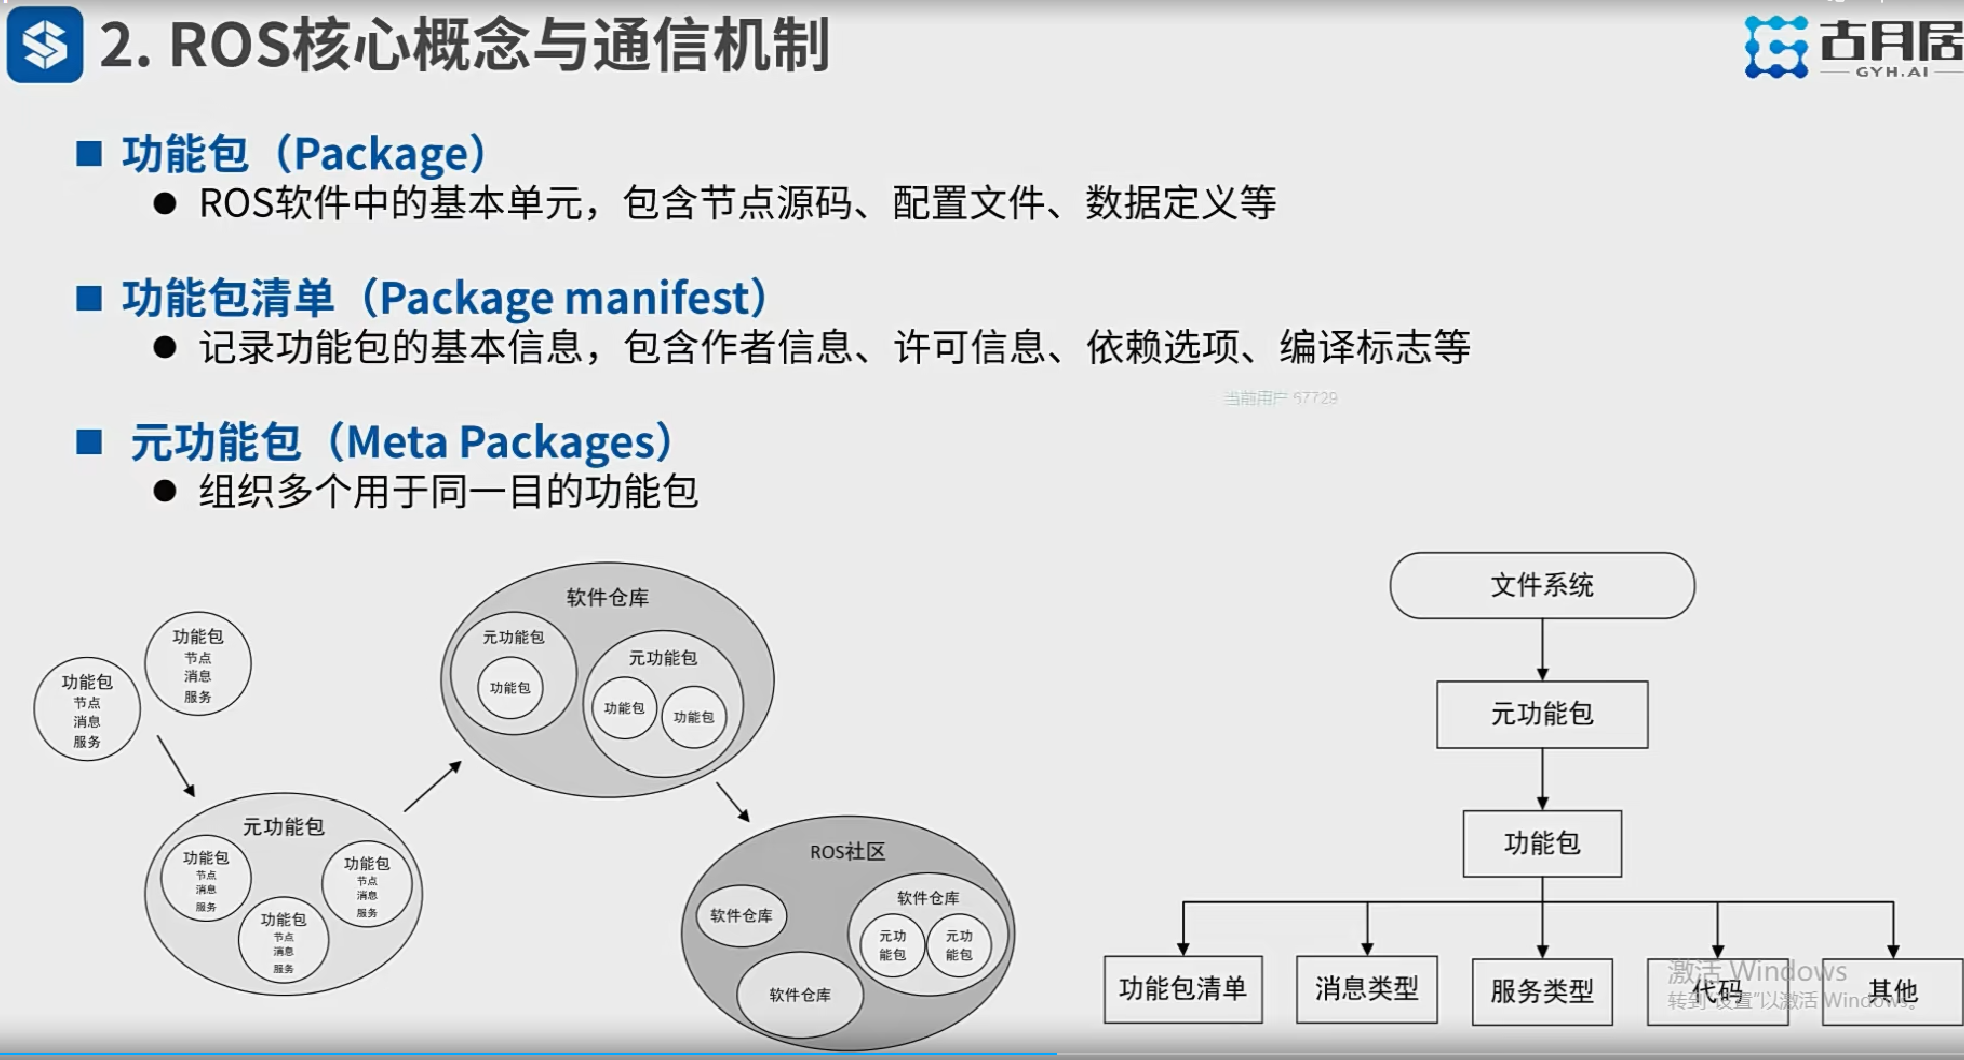 2. ROS核心概念与通信机制
古月居
GYH.AI
功能包（Package）
ROS软件中的基本单元，包含节点源码、配置文件、数据定义等
功能包清单（Package manifest）
记录功能包的基本信息，包含作者信息、许可信息、依赖选项、编译标志等
当前用户 67729
元功能包（Meta Packages）
组织多个用于同一目的功能包
功能包
节点
消息
服务
功能包
节点
消息
服务
元功能包
功能包
节点
消息
服务
功能包
节点
消息
服务
功能包
节点
消息
服务
软件仓库
元功能包
功能包
元功能包
功能包
功能包
ROS社区
软件仓库
软件仓库
软件仓库
元功
能包
元功
能包
文件系统
元功能包
功能包
功能包清单
消息类型
服务类型
代码
其他
激活 Windows
转到"设置"以激活 Windows。